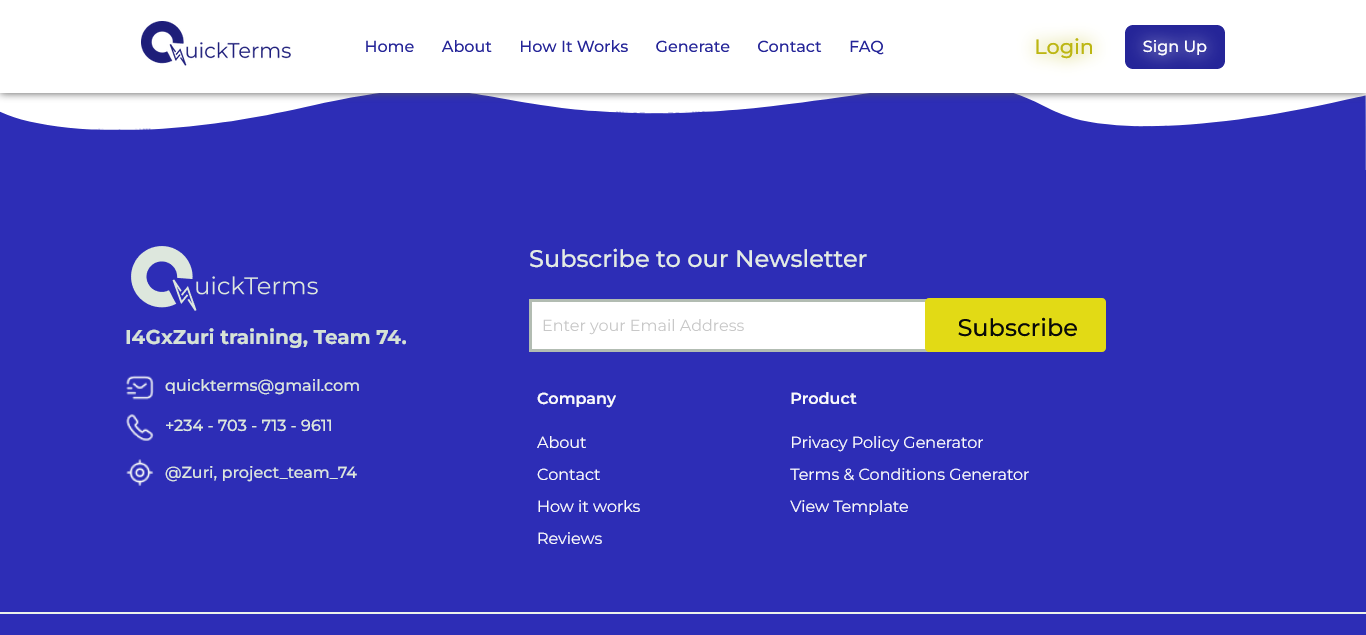 QuickTerms
Home About How It Works Generate Contact FAQ
Login
Sign Up
QuickTerms
I4GxZuri training, Team 74.
quickterms@gmail.com
+234 - 703 - 713 - 9611
@Zuri, project_team_74
Subscribe to our Newsletter
Enter your Email Address
Subscribe
Company
About
Contact
How it works
Reviews
Product
Privacy Policy Generator
Terms & Conditions Generator
View Template